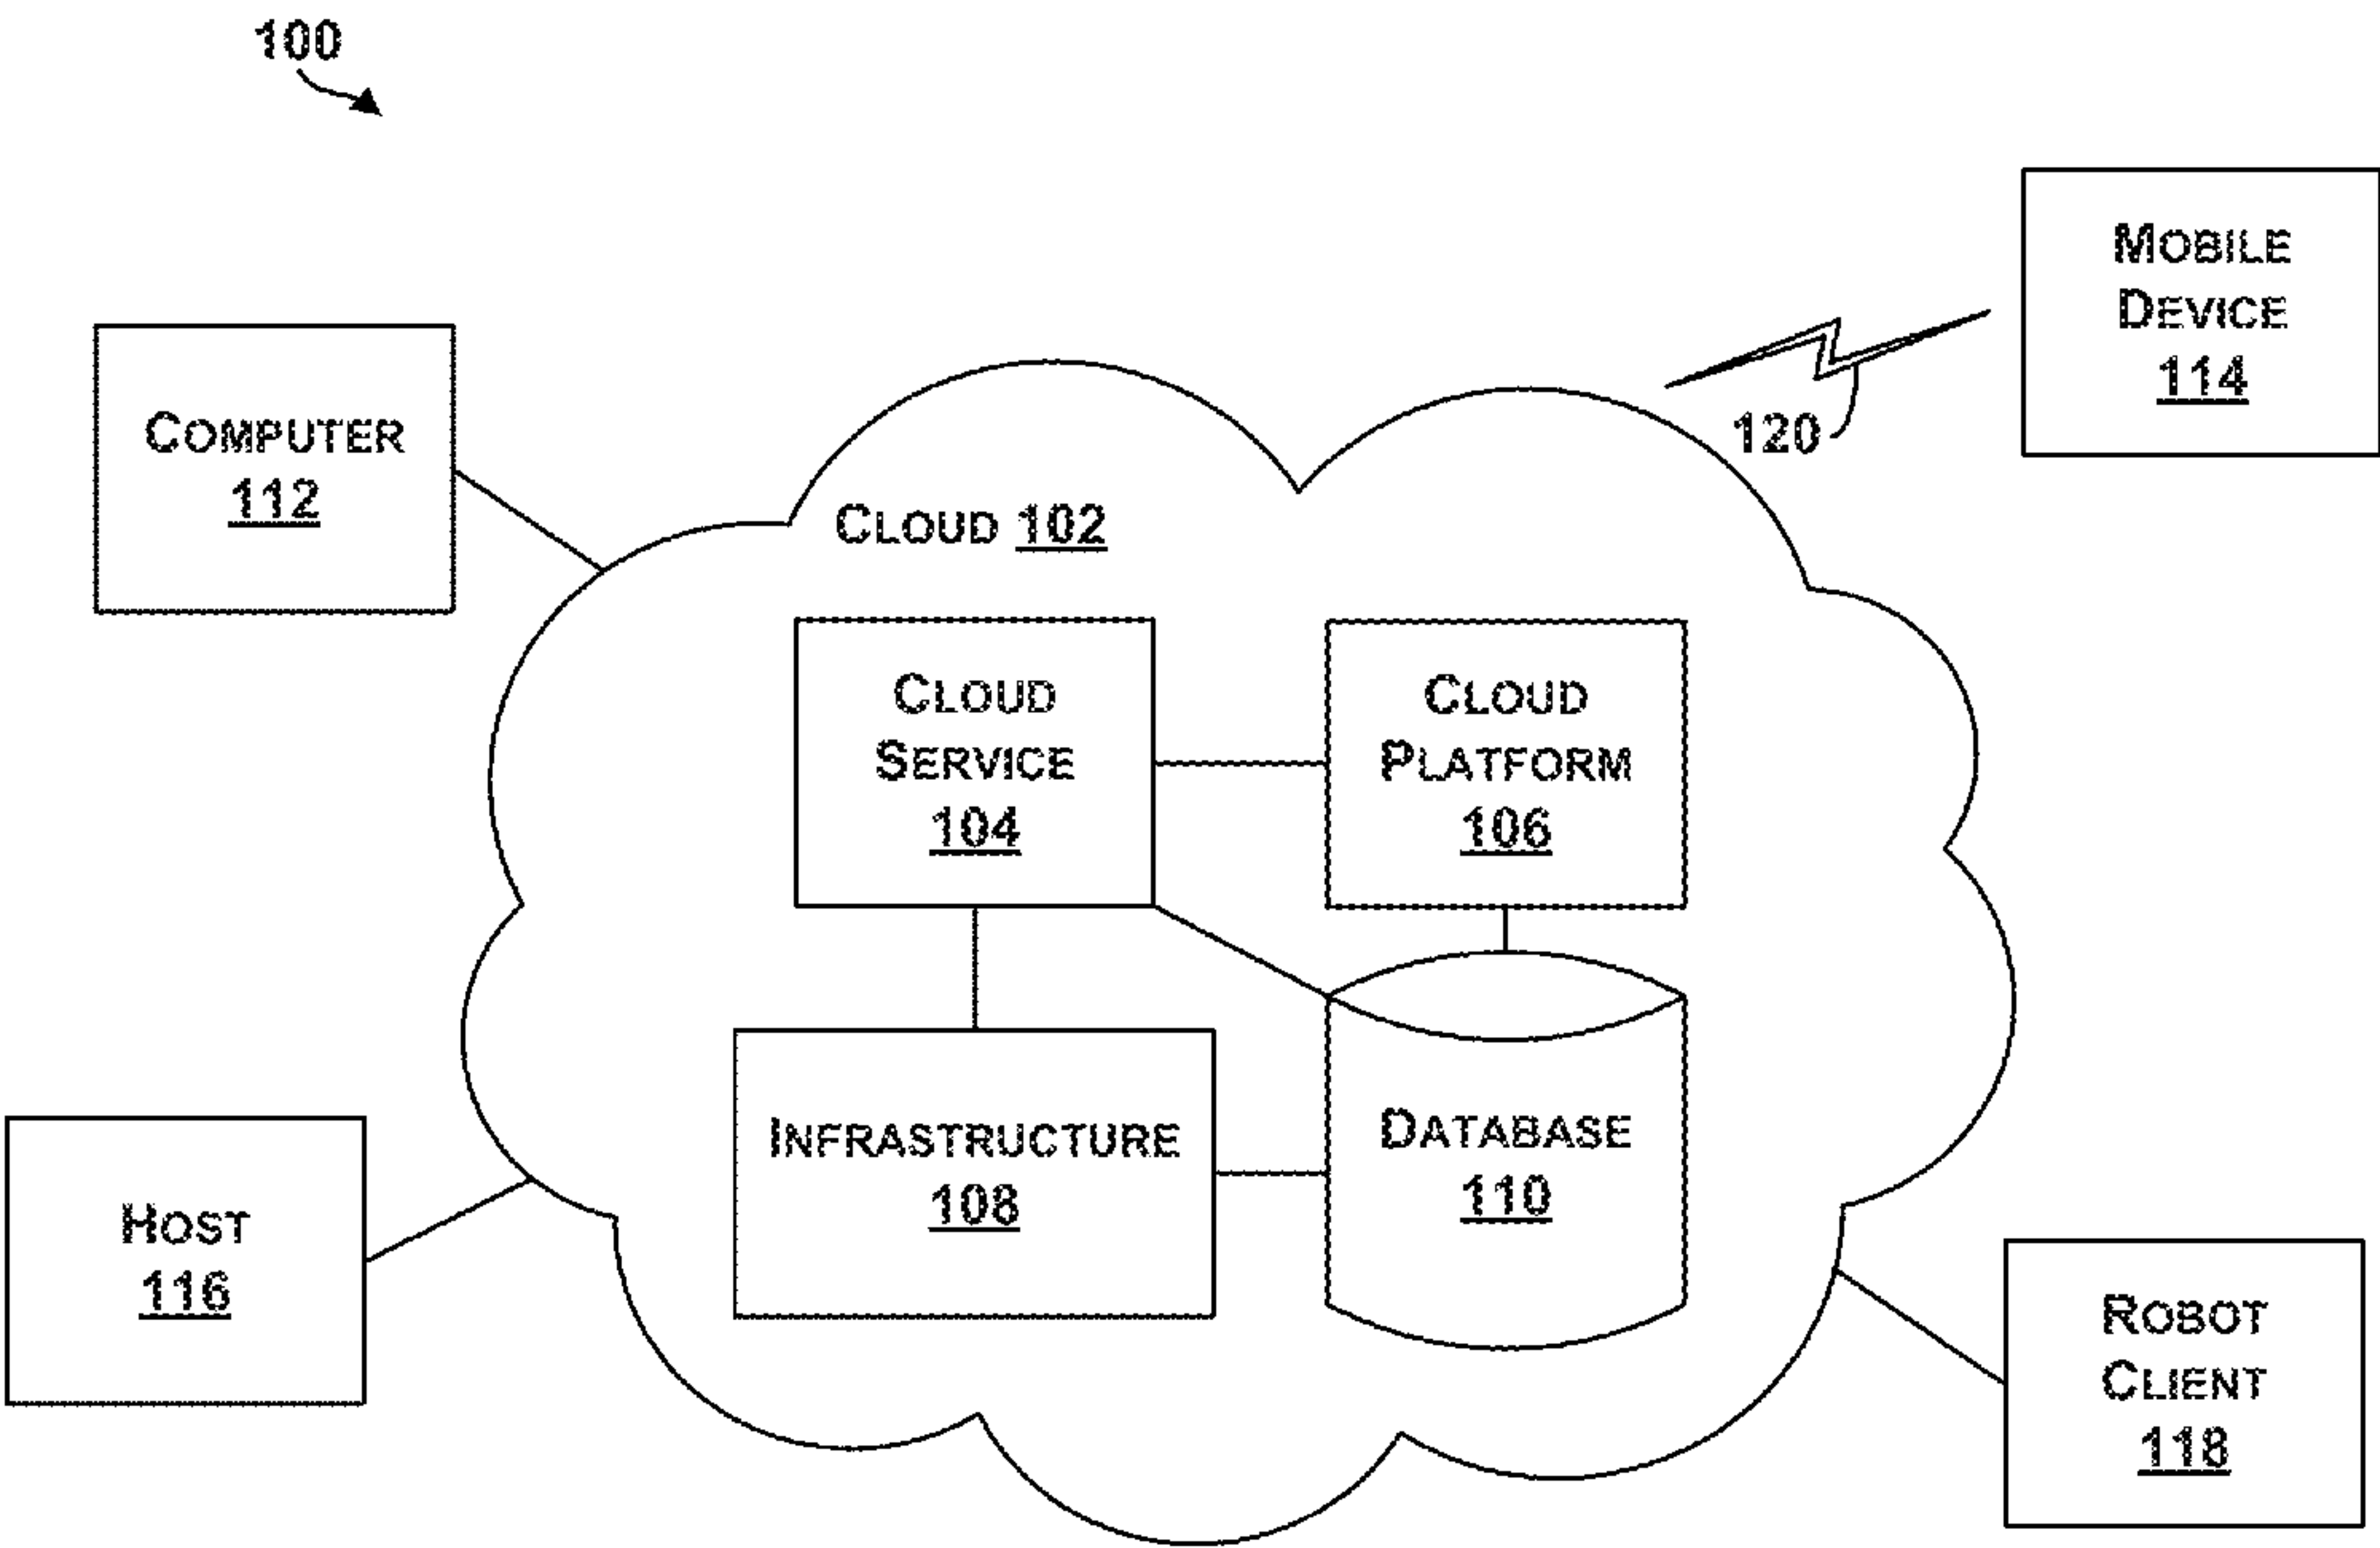 100
MOBILE
DEVICE
114
120
COMPUTER
112
CLOUD 102
CLOUD
SERVICE
104
CLOUD
PLATFORM
106
INFRASTRUCTURE
108
DATABASE
110
HOST
116
ROBOT
CLIENT
118